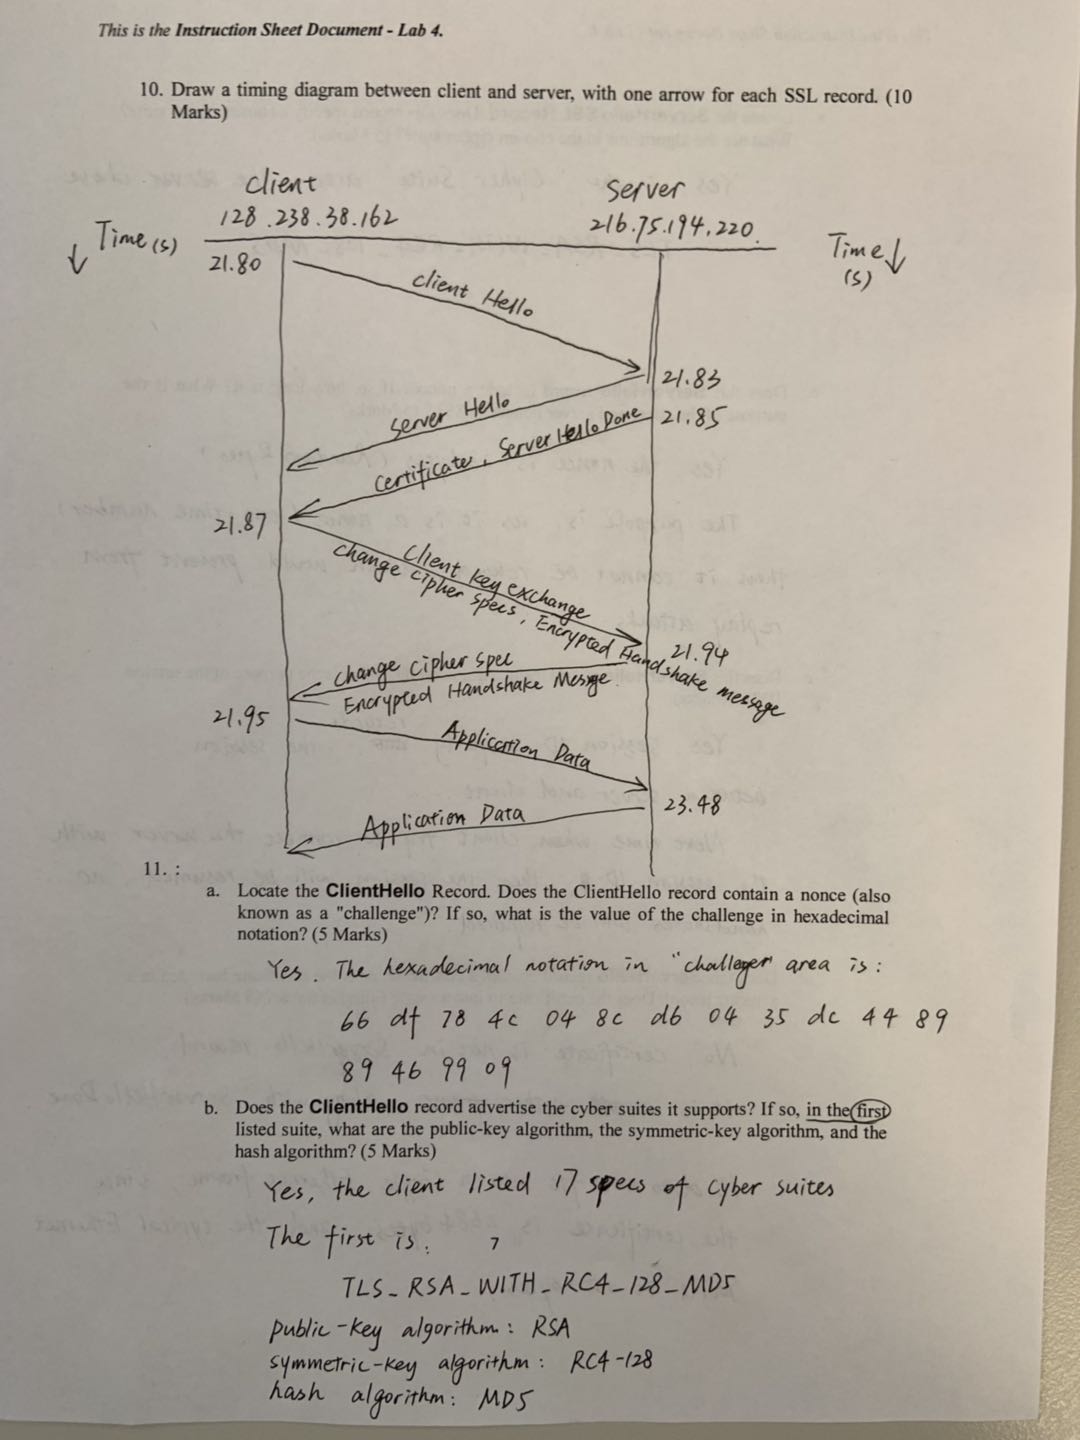 This is the Instruction Sheet Document - Lab 4.
10. Draw a timing diagram between client and server, with one arrow for each SSL record. (10
Marks)
client
server
128.238.38.162
216.75.194.220
Time (s)
Time
(s)
21.80
client Hello
21.83
server Hello
21.85
Certificate, Server Hello Done
21.87
Client key exchange
change cipher specs, Encrypted Handshake message
21.94
change cipher spec
Encrypted Handshake Mesge
21.95
Application Data
23.48
Application Data
11. :
a. Locate the ClientHello Record. Does the ClientHello record contain a nonce (also
known as a "challenge")? If so, what is the value of the challenge in hexadecimal
notation? (5 Marks)
Yes. The hexadecimal notation in "challeger" area is:
66 df 78 4c 04 8c d6 04 35 dc 44 89
89 46 99 09
b. Does the ClientHello record advertise the cyber suites it supports? If so, in the first
listed suite, what are the public-key algorithm, the symmetric-key algorithm, and the
hash algorithm? (5 Marks)
Yes, the client listed 17 specs of cyber suites
The first is: 7
TLS_RSA_WITH_RC4_128_MD5
public-key algorithm: RSA
symmetric-key algorithm: RC4-128
hash algorithm: MD5